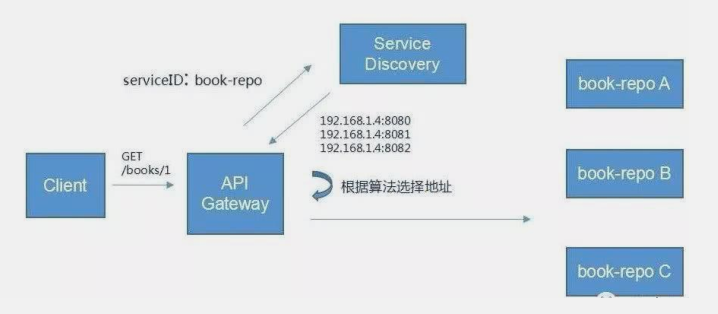 Service
Discovery
serviceID: book-repo
book-repo A
192.168.1.4:8080
192.168.1.4:8081
192.168.1.4:8082
GET
/books/1
Client
API
Gateway
根据算法选择地址
book-repo B
book-repo C